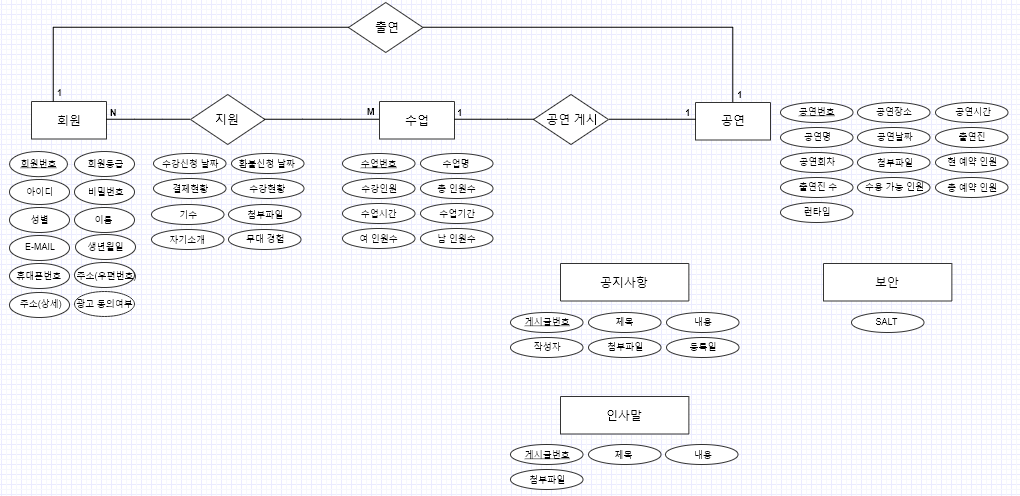 출연
1
1
회원
N
지원
M
수업
1
공연 게시
1
공연
회원번호
회원등급
아이디
비밀번호
성별
이름
E-MAIL
생년월일
휴대폰번호
주소(우편번호)
주소(상세)
광고 동의여부
수강신청 날짜
환불신청 날짜
결제현황
수강현황
기수
첨부파일
자기소개
무대 경험
수업번호
수업명
수강인원
총 인원수
수업시간
수업기간
여 인원수
남 인원수
공연번호
공연장소
공연시간
공연명
공연날짜
출연진
공연회차
첨부파일
현 예약 인원
출연진 수
수용 가능 인원
총 예약 인원
런타임
공지사항
게시글번호
제목
내용
작성자
첨부파일
등록일
보안
SALT
인사말
게시글번호
제목
내용
첨부파일